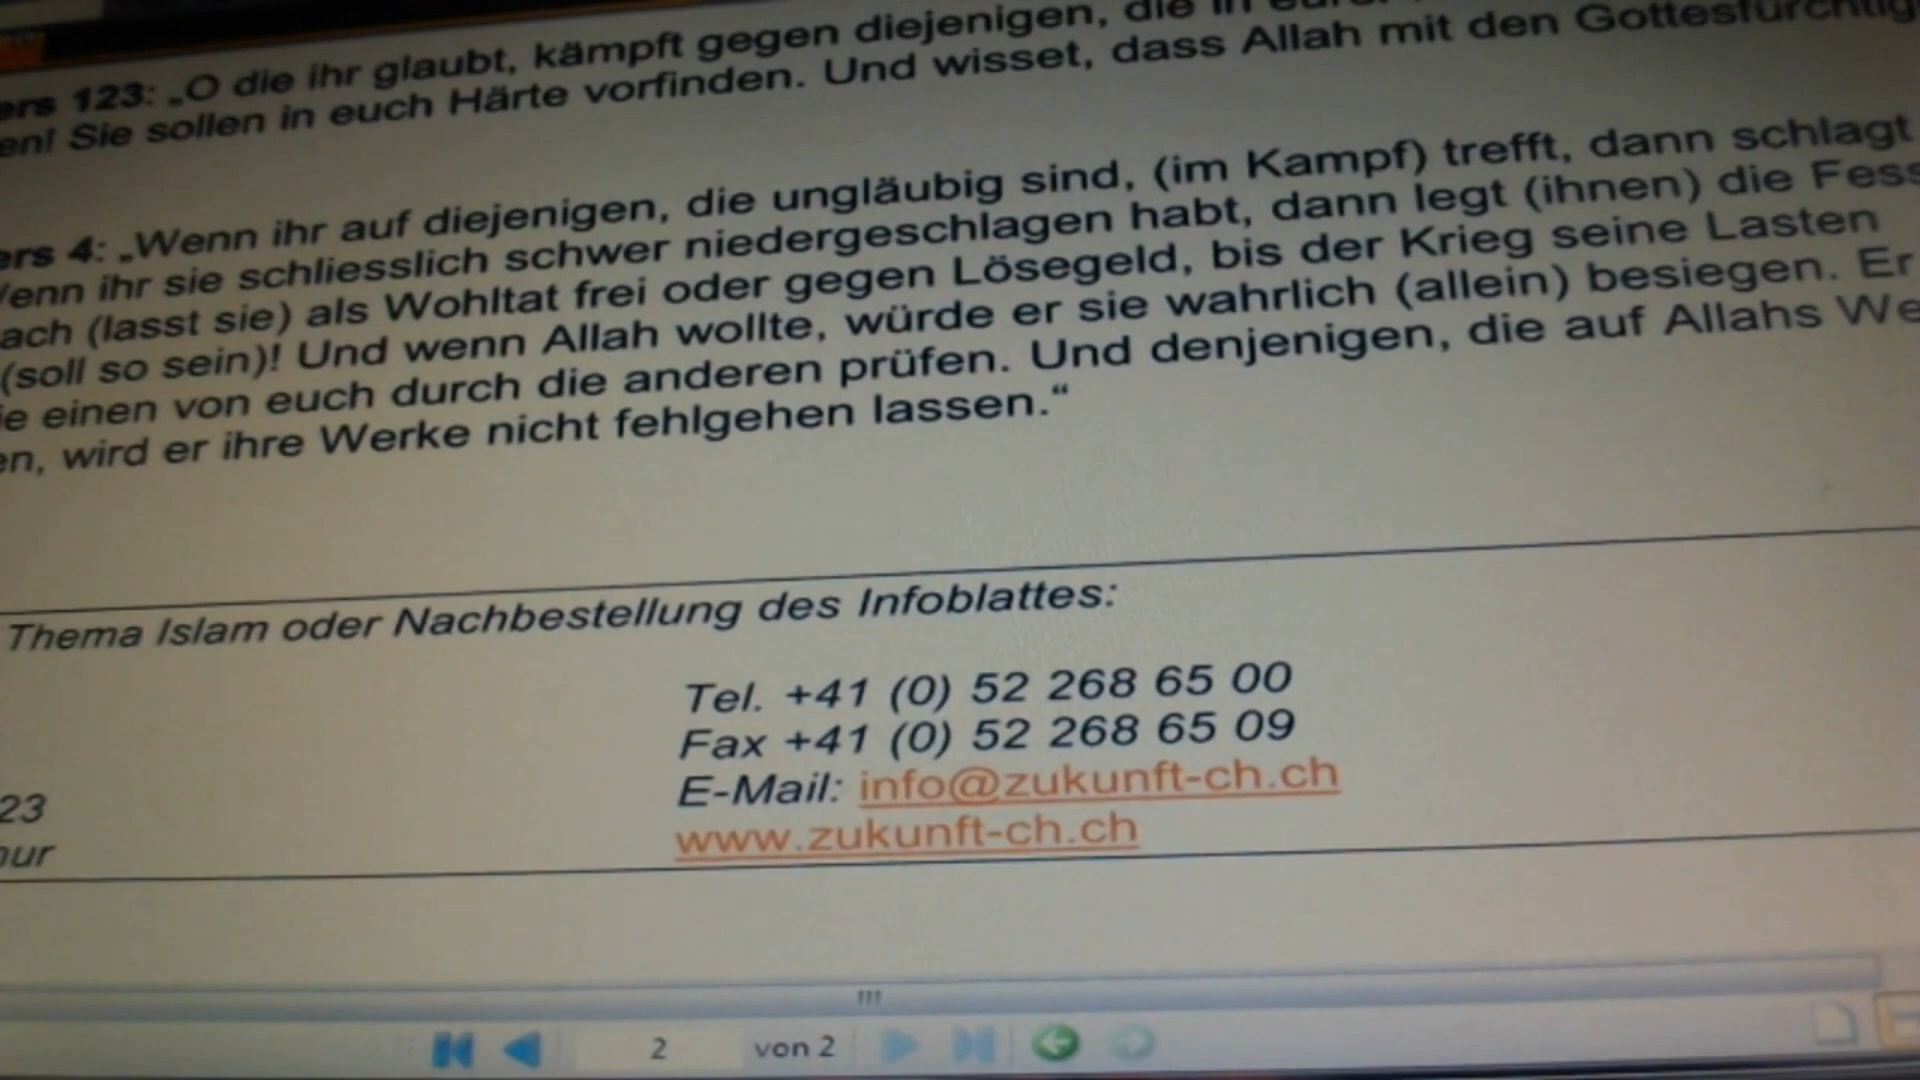 ers 123: „O die ihr glaubt, kämpft gegen diejenigen, die in
en! Sie sollen in euch Härte vorfinden. Und wisset, dass Allah mit den Gottesfürchtig
ers 4: „Wenn ihr auf diejenigen, die ungläubig sind, (im Kampf) trefft, dann schlagt
enn ihr sie schliesslich schwer niedergeschlagen habt, dann legt (ihnen) die Fess
ach (lasst sie) als Wohltat frei oder gegen Lösegeld, bis der Krieg seine Lasten
(soll so sein)! Und wenn Allah wollte, würde er sie wahrlich (allein) besiegen. Er
ie einen von euch durch die anderen prüfen. Und denjenigen, die auf Allahs We
en, wird er ihre Werke nicht fehlgehen lassen.“
Thema Islam oder Nachbestellung des Infoblattes:
Tel. +41 (0) 52 268 65 00
Fax +41 (0) 52 268 65 09
23 E-Mail: info@zukunft-ch.ch
ur www.zukunft-ch.ch
2 von 2